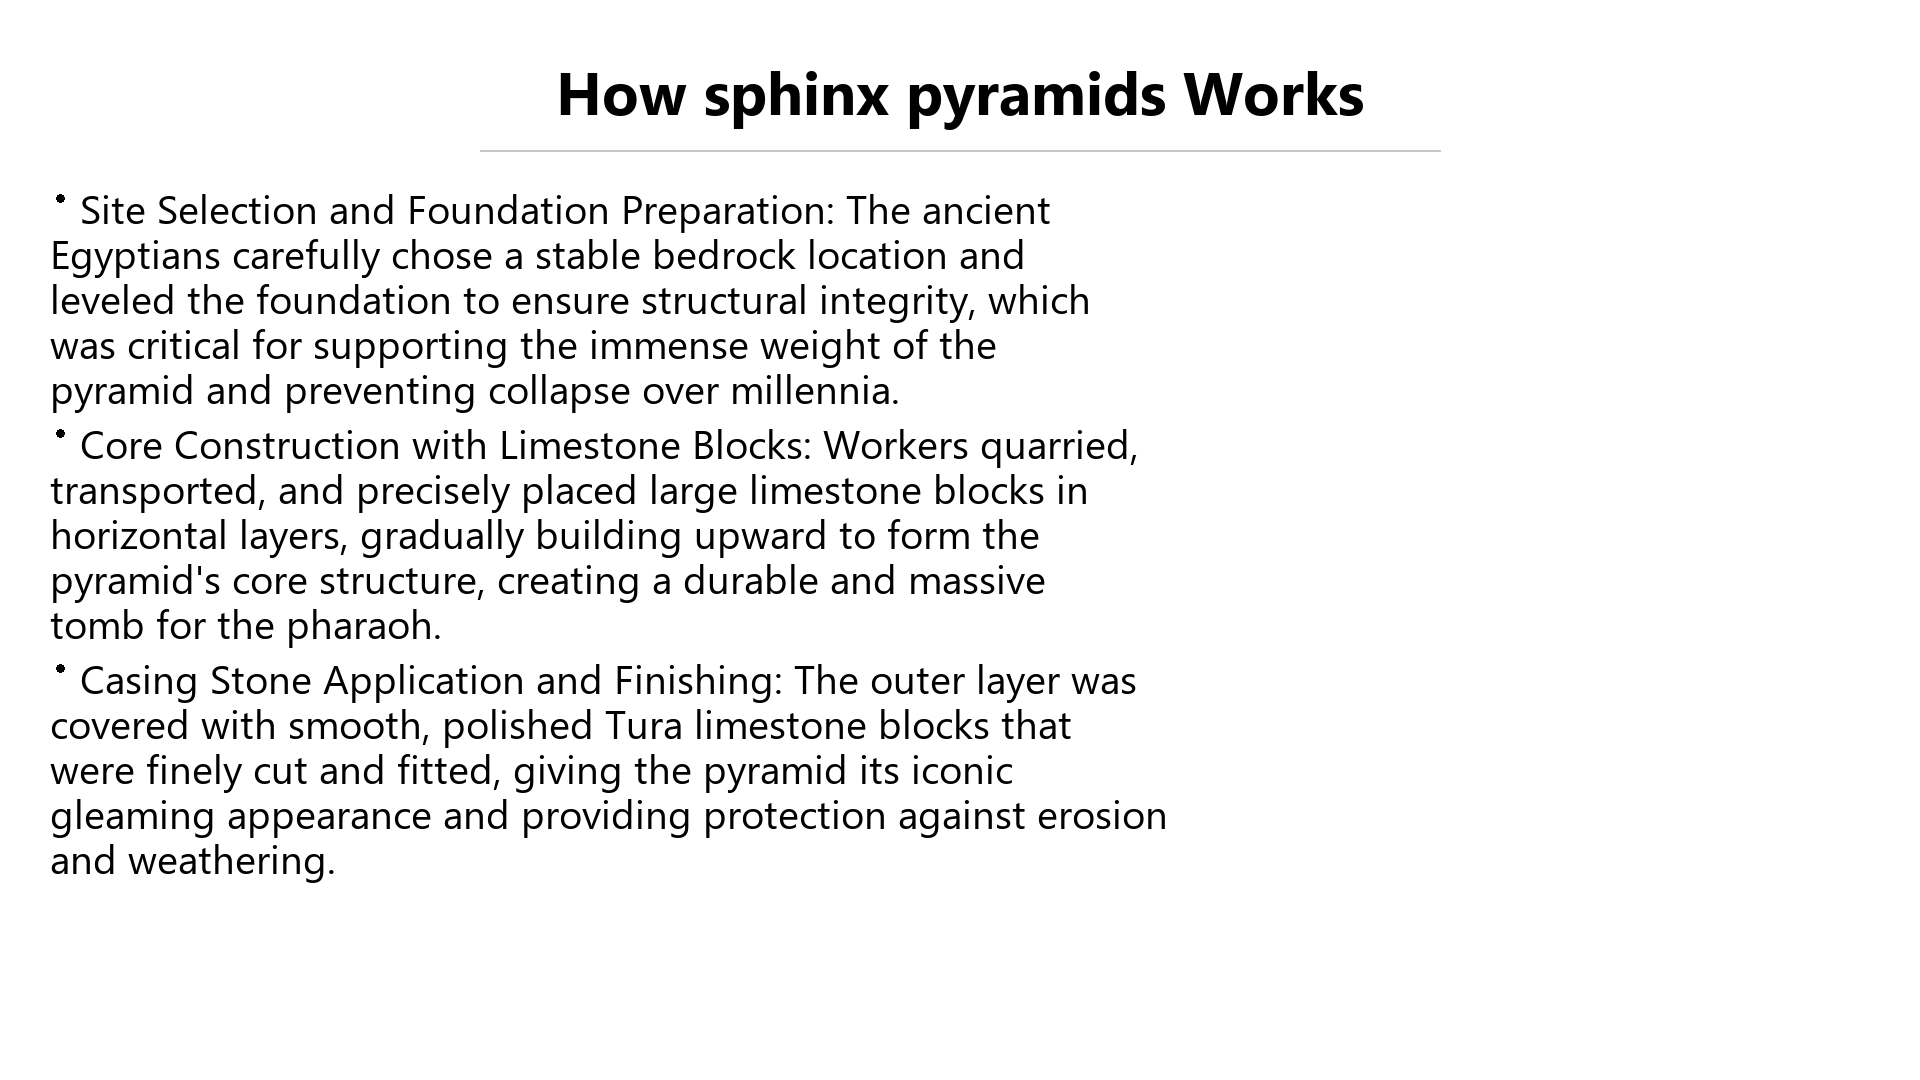 How sphinx pyramids Works
• Site Selection and Foundation Preparation: The ancient
Egyptians carefully chose a stable bedrock location and
leveled the foundation to ensure structural integrity, which
was critical for supporting the immense weight of the
pyramid and preventing collapse over millennia.
• Core Construction with Limestone Blocks: Workers quarried,
transported, and precisely placed large limestone blocks in
horizontal layers, gradually building upward to form the
pyramid's core structure, creating a durable and massive
tomb for the pharaoh.
• Casing Stone Application and Finishing: The outer layer was
covered with smooth, polished Tura limestone blocks that
were finely cut and fitted, giving the pyramid its iconic
gleaming appearance and providing protection against erosion
and weathering.